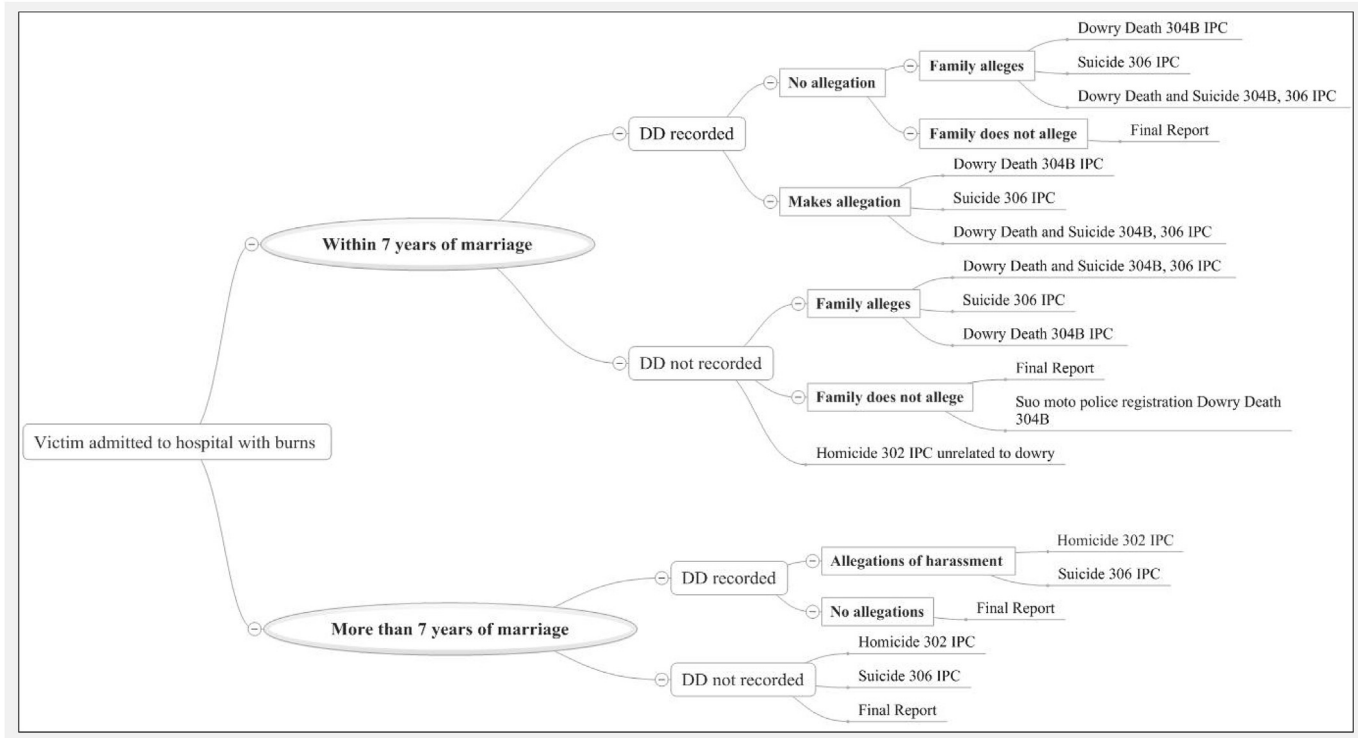 Dowry Death 304B IPC
Family alleges
Suicide 306 IPC
No allegation
Dowry Death and Suicide 304B, 306 IPC
DD recorded
Family does not allege
Final Report
Dowry Death 304B IPC
Makes allegation
Suicide 306 IPC
Dowry Death and Suicide 304B, 306 IPC
Within 7 years of marriage
Dowry Death and Suicide 304B, 306 IPC
Family alleges
Suicide 306 IPC
Dowry Death 304B IPC
DD not recorded
Final Report
Family does not allege
Suo moto police registration Dowry Death
304B
Homicide 302 IPC unrelated to dowry
Victim admitted to hospital with burns
Homicide 302 IPC
Allegations of harassment
Suicide 306 IPC
DD recorded
No allegations
Final Report
More than 7 years of marriage
Homicide 302 IPC
DD not recorded
Suicide 306 IPC
Final Report